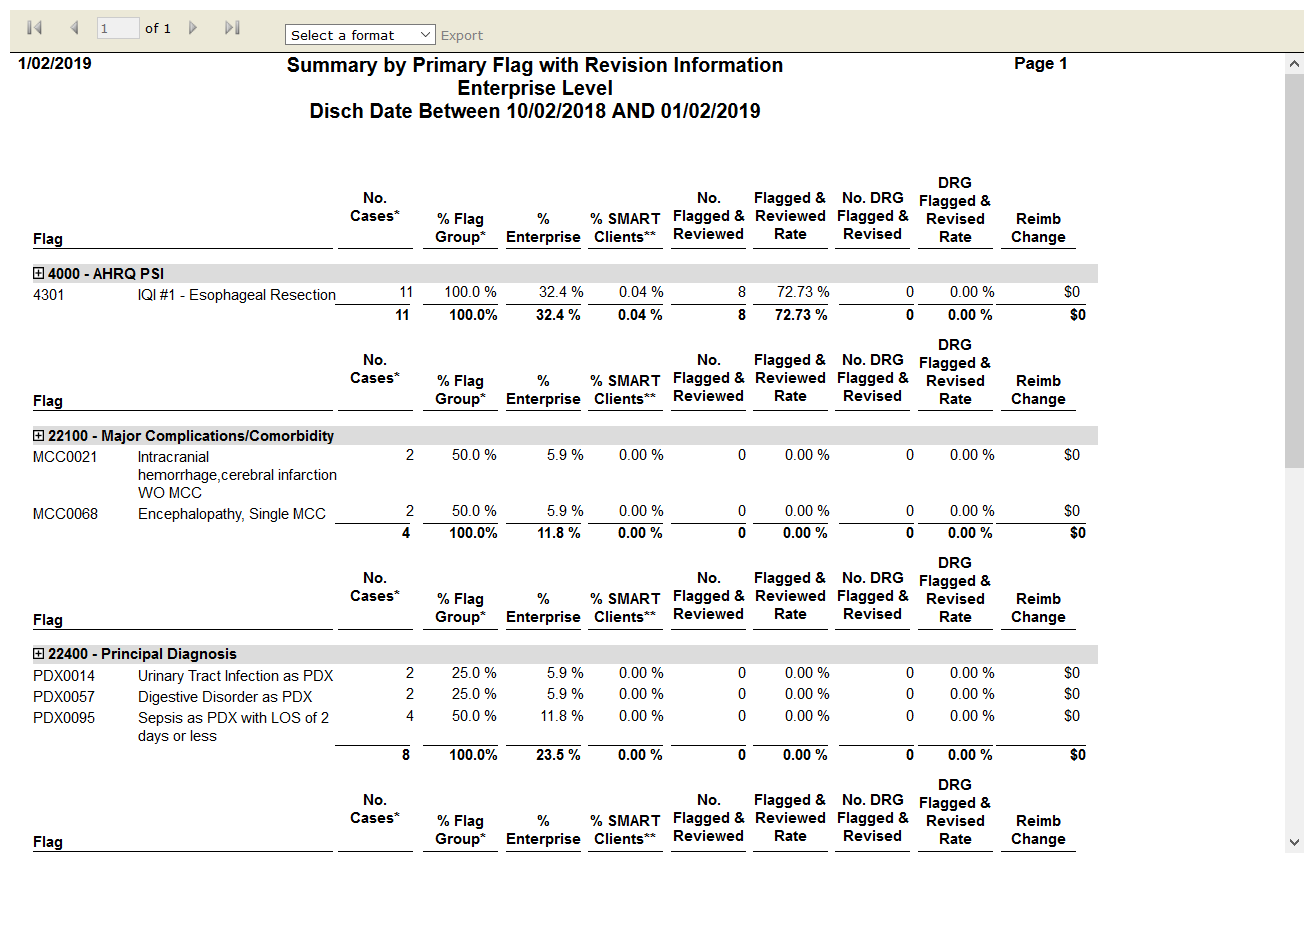 1 of 1 Select a format Export
1/02/2019 Summary by Primary Flag with Revision Information Page 1
Enterprise Level
Disch Date Between 10/02/2018 AND 01/02/2019
Flag No. Cases* % Flag Group* % Enterprise % SMART Clients** No. Flagged & Reviewed Flagged & Reviewed Rate No. DRG Flagged & Revised DRG Flagged & Revised Rate Reimb Change
4000 - AHRQ PSI
4301 IQI #1 - Esophageal Resection 11 100.0 % 32.4 % 0.04 % 8 72.73 % 0 0.00 % $0
11 100.0% 32.4 % 0.04 % 8 72.73 % 0 0.00 % $0
Flag No. Cases* % Flag Group* % Enterprise % SMART Clients** No. Flagged & Reviewed Flagged & Reviewed Rate No. DRG Flagged & Revised DRG Flagged & Revised Rate Reimb Change
22100 - Major Complications/Comorbidity
MCC0021 Intracranial 2 50.0 % 5.9 % 0.00 % 0 0.00 % 0 0.00 % $0
hemorrhage,cerebral infarction
WO MCC
MCC0068 Encephalopathy, Single MCC 2 50.0 % 5.9 % 0.00 % 0 0.00 % 0 0.00 % $0
4 100.0% 11.8 % 0.00 % 0 0.00 % 0 0.00 % $0
Flag No. Cases* % Flag Group* % Enterprise % SMART Clients** No. Flagged & Reviewed Flagged & Reviewed Rate No. DRG Flagged & Revised DRG Flagged & Revised Rate Reimb Change
22400 - Principal Diagnosis
PDX0014 Urinary Tract Infection as PDX 2 25.0 % 5.9 % 0.00 % 0 0.00 % 0 0.00 % $0
PDX0057 Digestive Disorder as PDX 2 25.0 % 5.9 % 0.00 % 0 0.00 % 0 0.00 % $0
PDX0095 Sepsis as PDX with LOS of 2 4 50.0 % 11.8 % 0.00 % 0 0.00 % 0 0.00 % $0
days or less
8 100.0% 23.5 % 0.00 % 0 0.00 % 0 0.00 % $0
Flag No. Cases* % Flag Group* % Enterprise % SMART Clients** No. Flagged & Reviewed Flagged & Reviewed Rate No. DRG Flagged & Revised DRG Flagged & Revised Rate Reimb Change